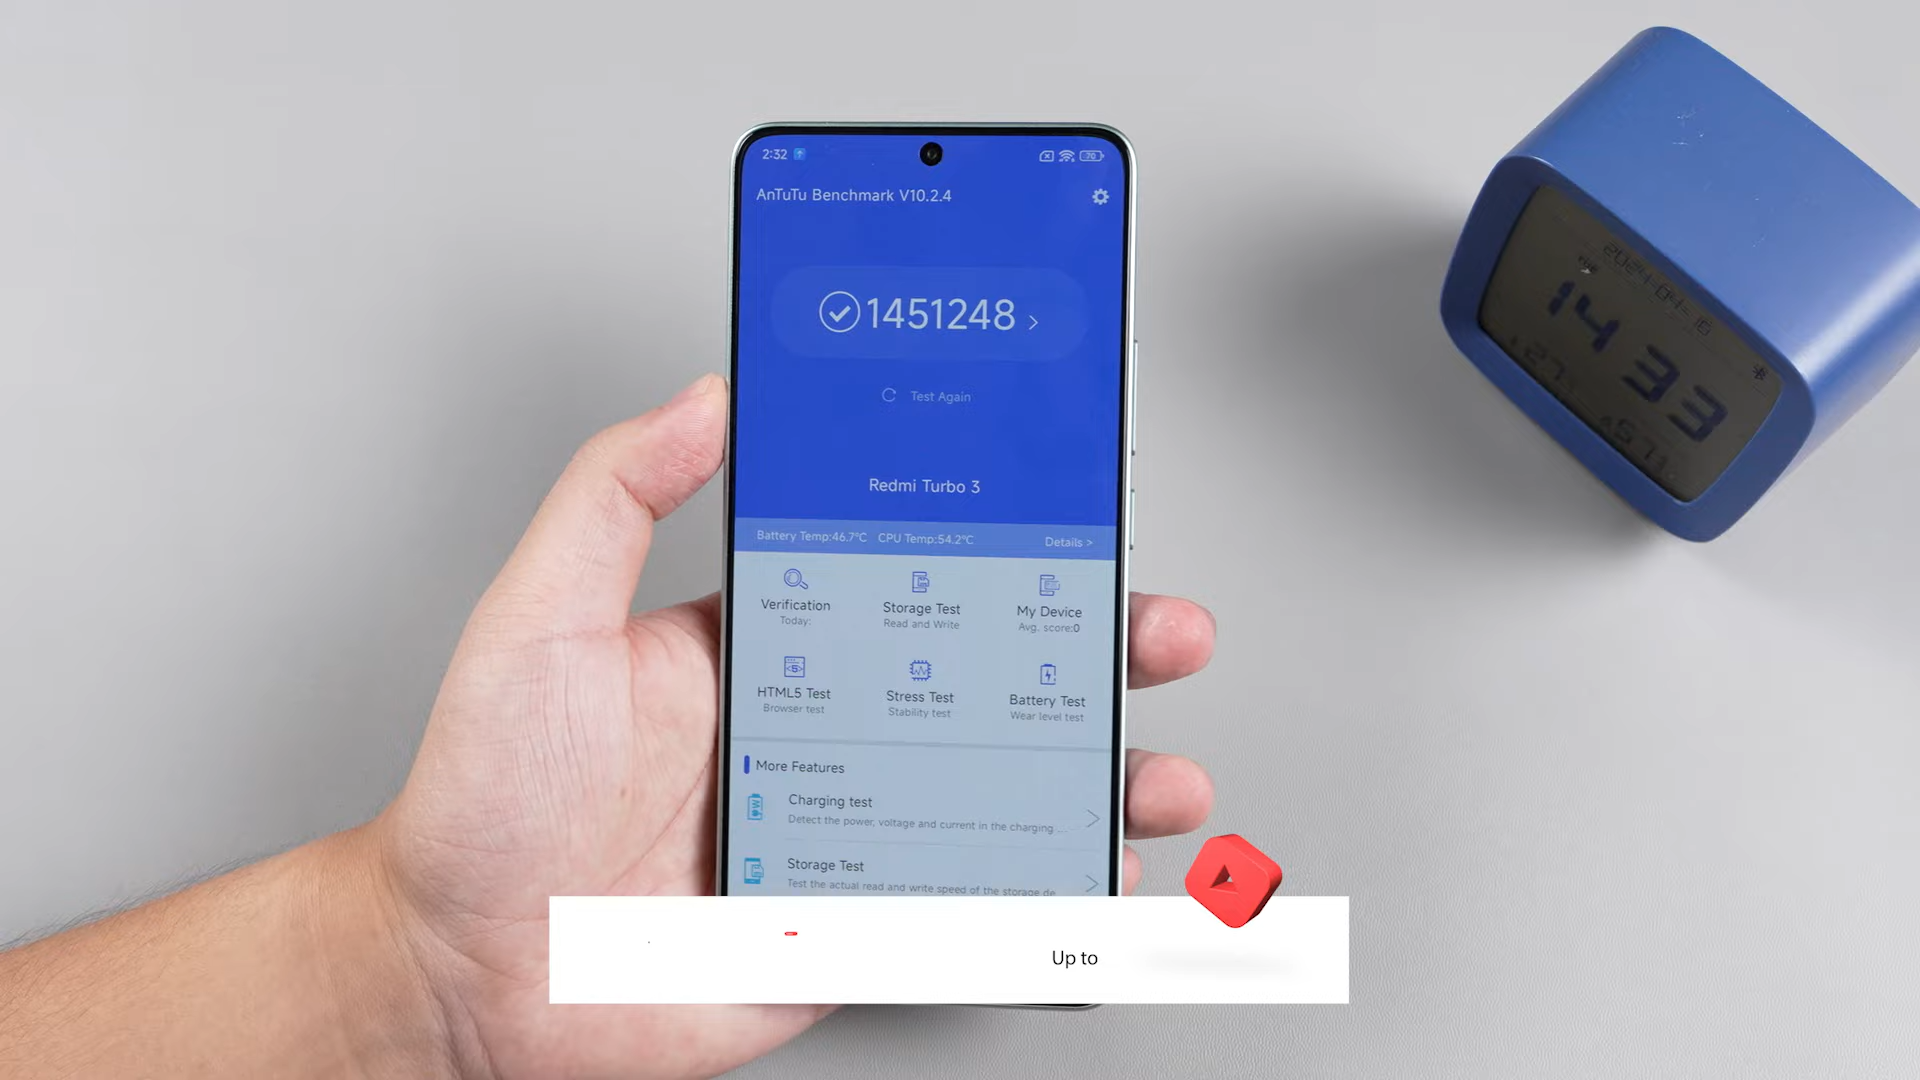 2:32
70
AnTuTu Benchmark V10.2.4
1451248
Test Again
Redmi Turbo 3
Battery Temp:46.7°C CPU Temp:54.2°C Details >
Verification
Today:
Storage Test
Read and Write
My Device
Avg. score:0
HTML5 Test
Browser test
Stress Test
Stability test
Battery Test
Wear level test
More Features
Charging test
Detect the power, voltage and current in the charging ...
Storage Test
Test the actual read and write speed of the storage de
Up to
14 33